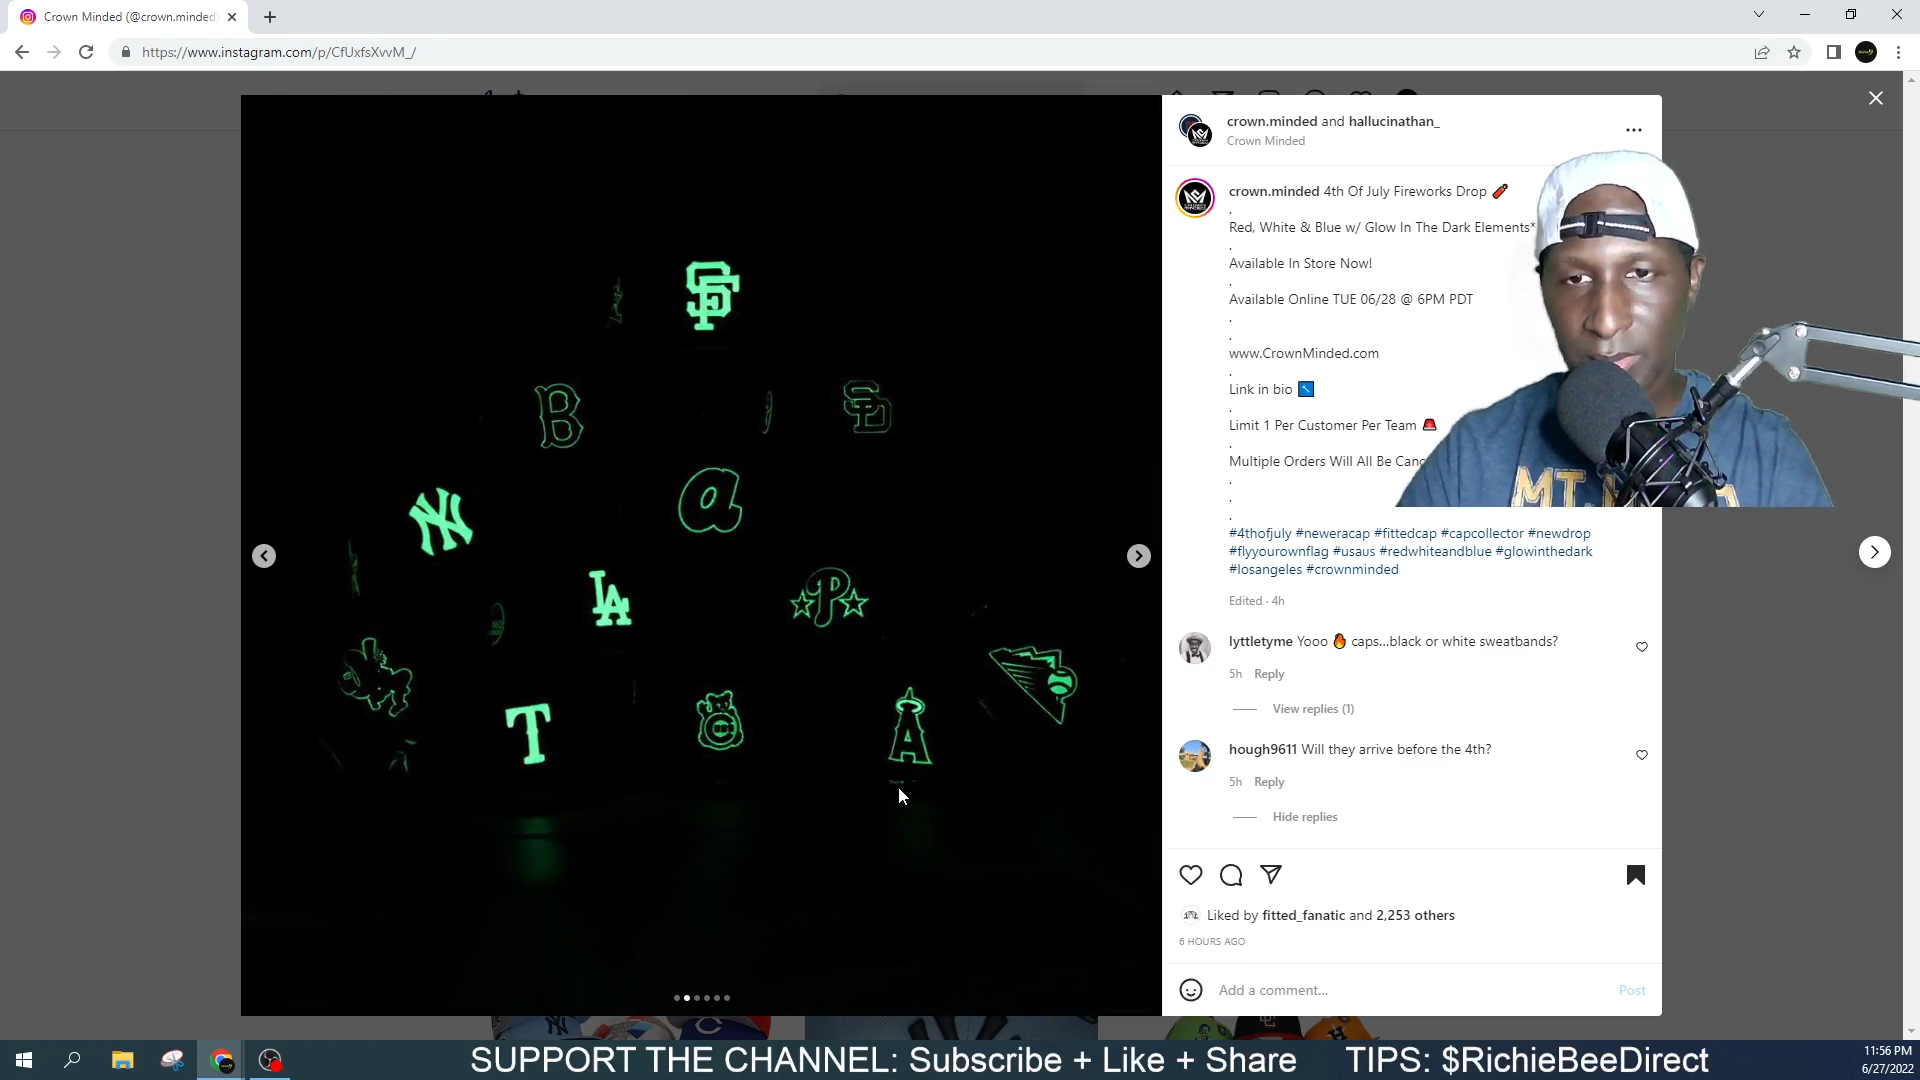 Crown Minded (@crown.minded)
https://www.instagram.com/p/CfUxfsXvvM_/
crown.minded and hallucinathan_
Crown Minded
crown.minded 4th Of July Fireworks Drop 🧨
.
Red, White & Blue w/ Glow In The Dark Elements*
.
Available In Store Now!
.
Available Online TUE 06/28 @ 6PM PDT
.
.
www.CrownMinded.com
.
Link in bio
.
Limit 1 Per Customer Per Team 🚨
.
Multiple Orders Will All Be
.
.
.
#4thofjuly #neweracap #fittedcap #capcollector #newdrop
#flyyourownflag #usaus #redwhiteandblue #glowinthedark
#losangeles #crownminded
Edited · 4h
lyttletyme Yooo 🔥 caps...black or white sweatbands?
5h Reply
View replies (1)
hough9611 Will they arrive before the 4th?
5h Reply
Hide replies
Liked by fitted_fanatic and 2,253 others
6 HOURS AGO
Add a comment...
Post
SF
B
SD
NY
a
LA
P
T
C
A
MT.
SUPPORT THE CHANNEL: Subscribe + Like + Share TIPS: $RichieBeeDirect
11:56 PM
6/27/2022